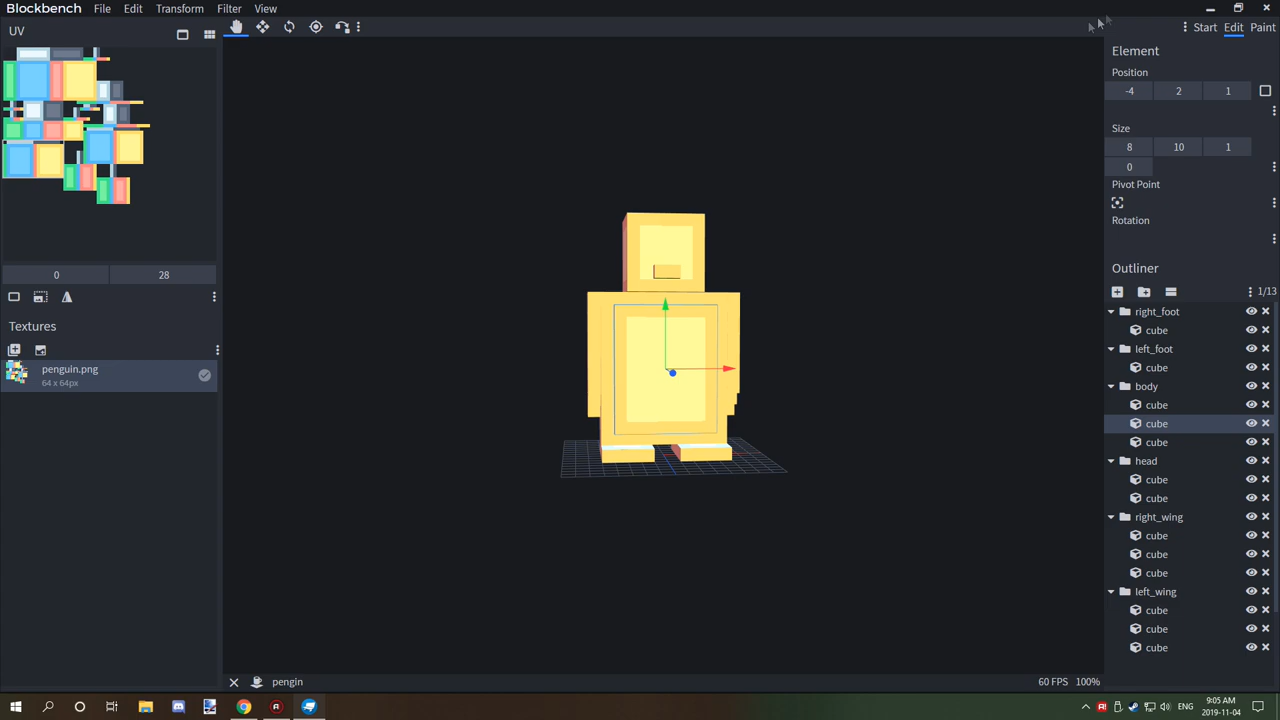 Blockbench File Edit Transform Filter View
UV
Start Edit Paint
Element
Position
-4 2 1
Size
8 10 1
0
Pivot Point
Rotation
0 28
Textures
penguin.png
64 x 64px
Outliner
1/13
right_foot
cube
left_foot
cube
body
cube
cube
cube
head
cube
cube
right_wing
cube
cube
cube
left_wing
cube
cube
cube
pengin
60 FPS 100%
ENG
9:05 AM
2019-11-04